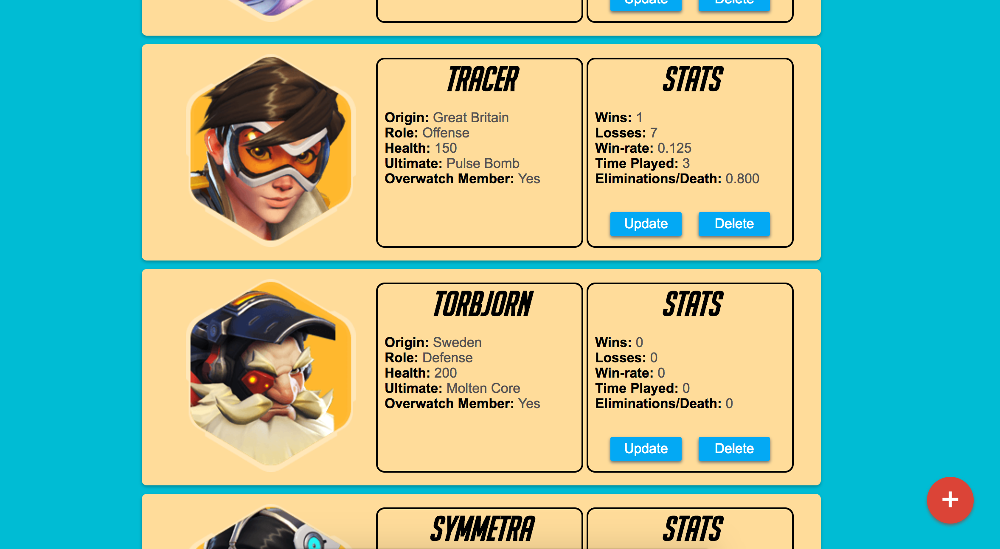 Update Delete
TRACER
Origin: Great Britain
Role: Offense
Health: 150
Ultimate: Pulse Bomb
Overwatch Member: Yes
STATS
Wins: 1
Losses: 7
Win-rate: 0.125
Time Played: 3
Eliminations/Death: 0.800
Update Delete
TORBJORN
Origin: Sweden
Role: Defense
Health: 200
Ultimate: Molten Core
Overwatch Member: Yes
STATS
Wins: 0
Losses: 0
Win-rate: 0
Time Played: 0
Eliminations/Death: 0
Update Delete
SYMMETRA
STATS
+